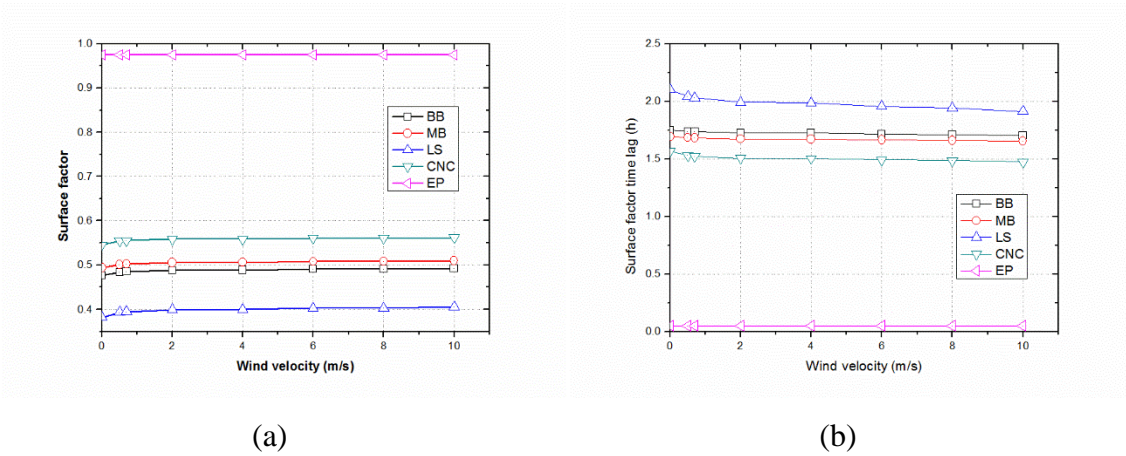 1.0
0.9
0.8
0.7
0.6
0.5
0.4
Surface factor
0 2 4 6 8 10
Wind velocity (m/s)
BB
MB
LS
CNC
EP
(a)
2.5
2.0
1.5
1.0
0.5
0.0
Surface factor time lag (h)
0 2 4 6 8 10
Wind velocity (m/s)
BB
MB
LS
CNC
EP
(b)